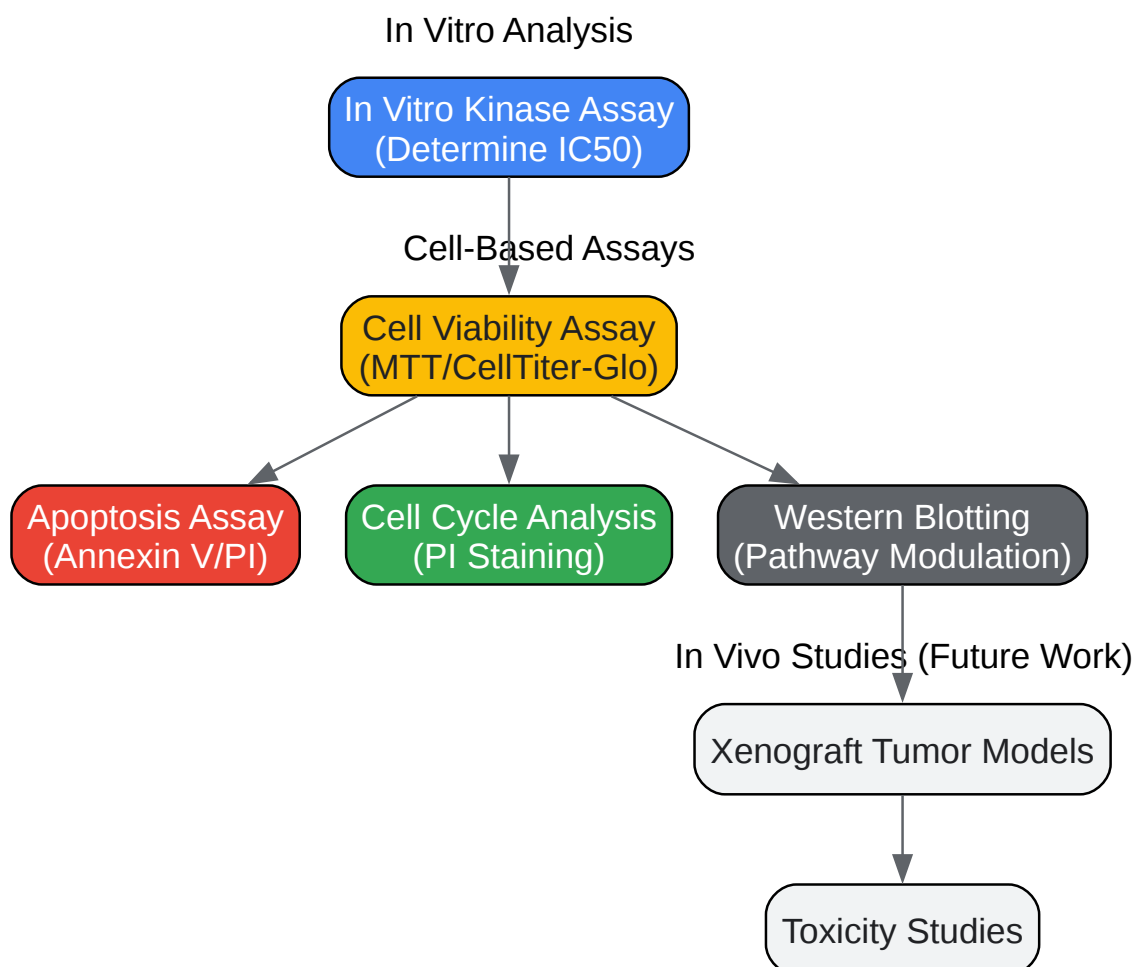 In Vitro Analysis
In Vitro Kinase Assay
(Determine IC50)
Cell-Based Assays
Cell Viability Assay
(MTT/CellTiter-Glo)
Apoptosis Assay
(Annexin V/PI)
Cell Cycle Analysis
(PI Staining)
Western Blotting
(Pathway Modulation)
In Vivo Studies (Future Work)
Xenograft Tumor Models
Toxicity Studies